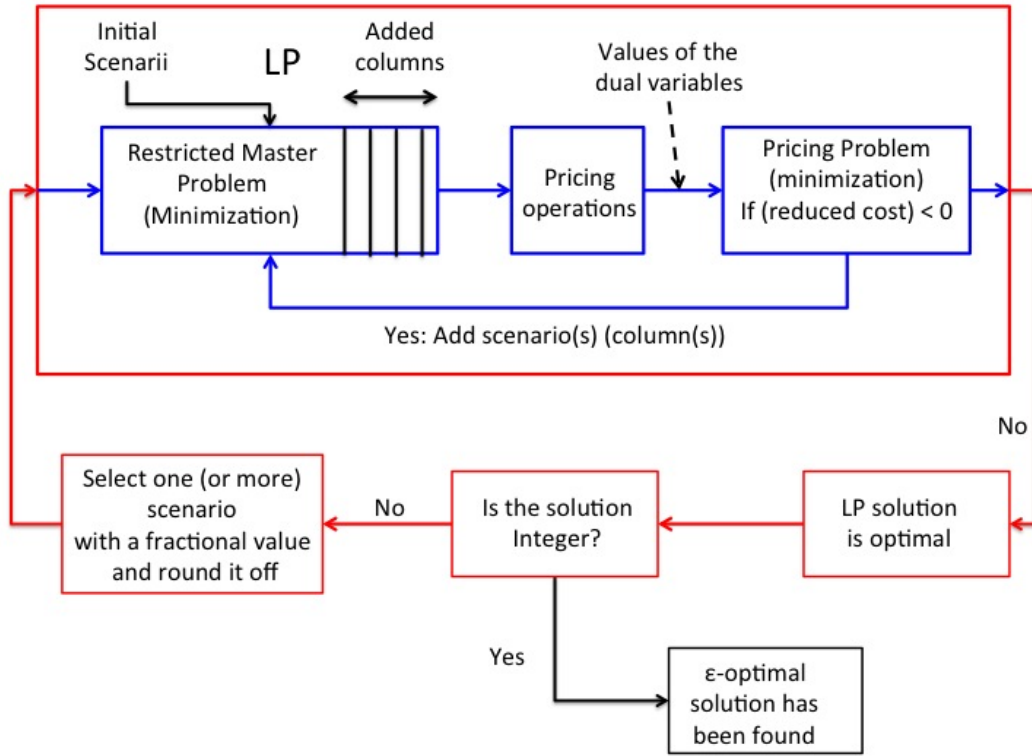 Initial
Scenarii
LP
Added
columns
Values of the
dual variables
Restricted Master
Problem
(Minimization)
Pricing
operations
Pricing Problem
(minimization)
If (reduced cost) < 0
Yes: Add scenario(s) (column(s))
No
Select one (or more)
scenario
with a fractional value
and round it off
No
Is the solution
Integer?
LP solution
is optimal
Yes
ε-optimal
solution has
been found